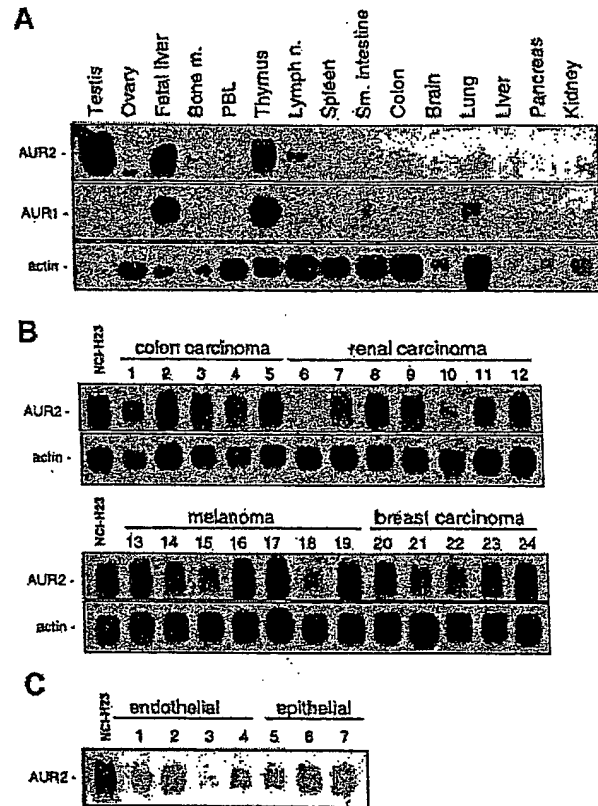 A
Testis Ovary Fetal liver Bone m. PBL Thymus Lymph n. Spleen Sm. intestine Colon Brain Lung Liver Pancreas Kidney
AUR2 -
AUR1 -
actin -
B
NCI-H23 colon carcinoma renal carcinoma
1 2 3 4 5 6 7 8 9 10 11 12
AUR2 -
actin -
NCI-H23 melanoma breast carcinoma
13 14 15 16 17 18 19 20 21 22 23 24
AUR2 -
actin -
C
NCI-H23 endothelial epithelial
1 2 3 4 5 6 7
AUR2 -